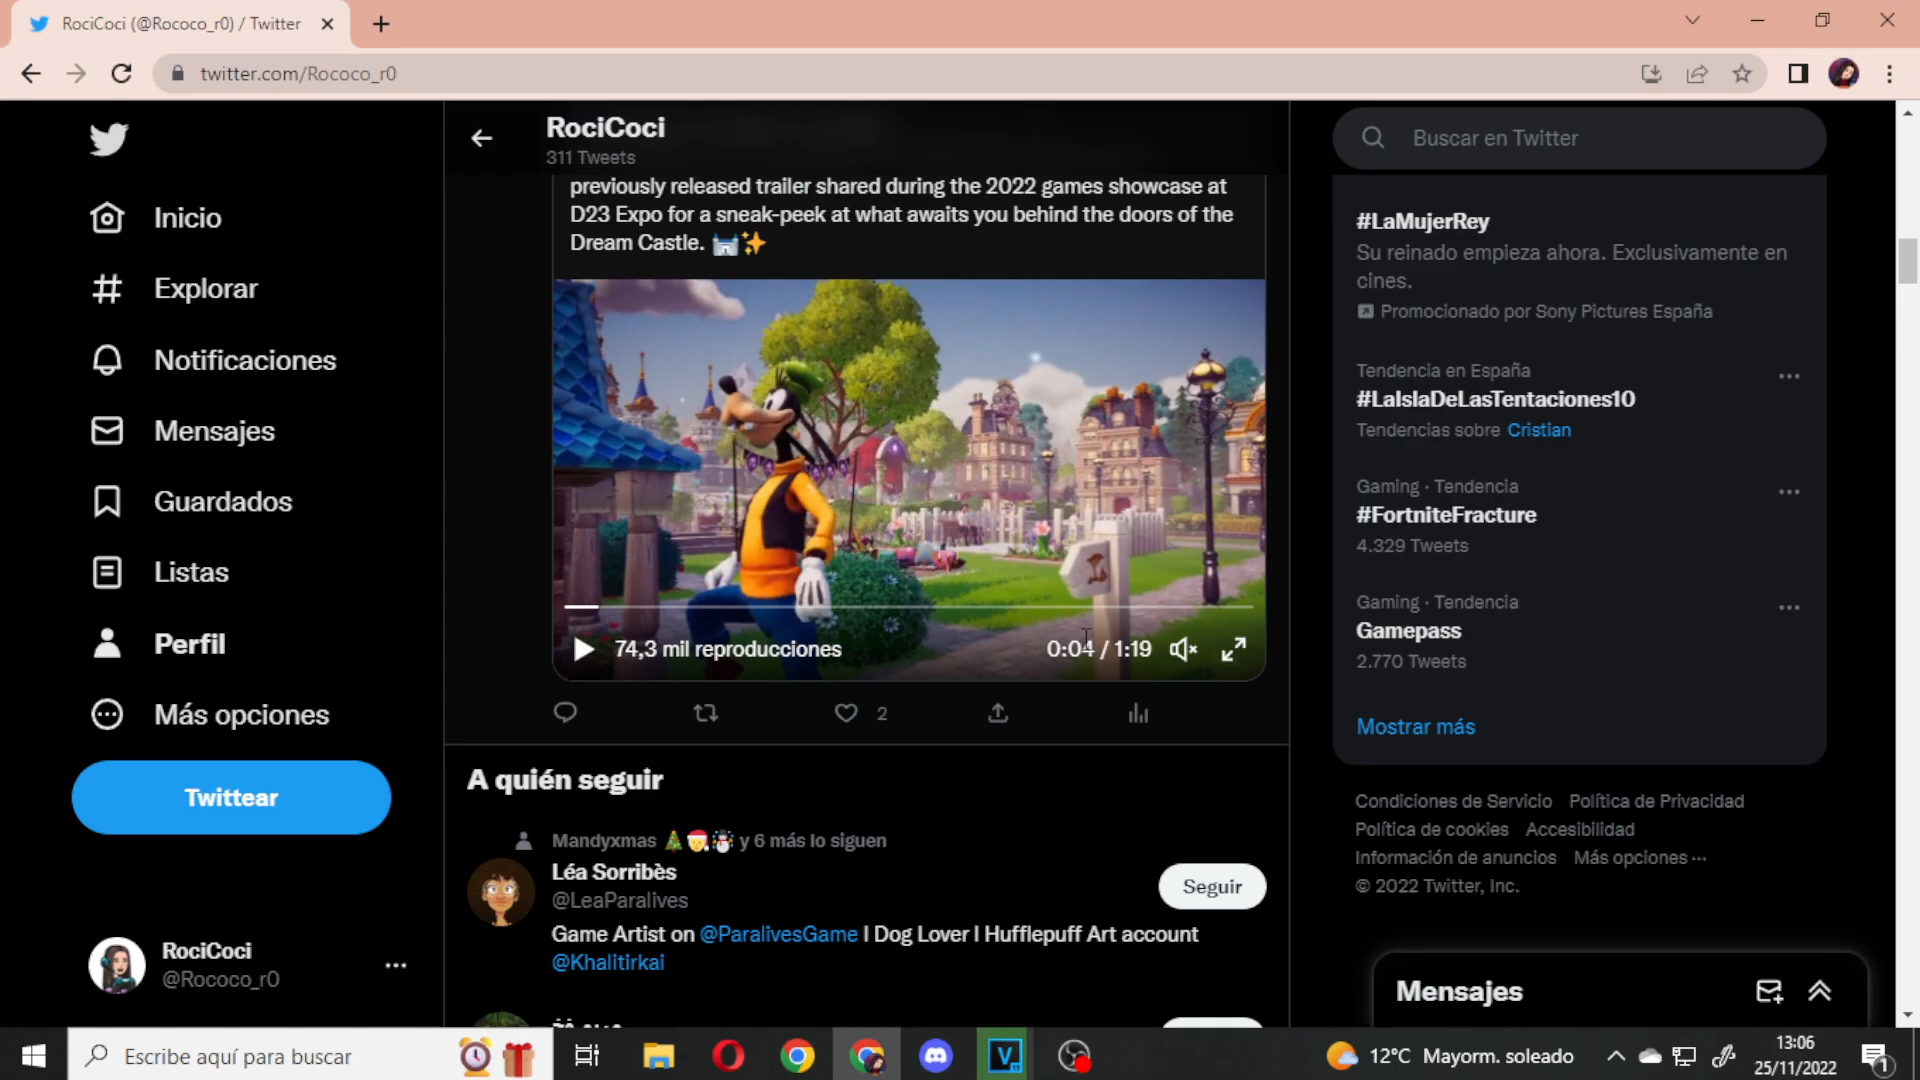 RociCoci (@Rococo_r0) / Twitter
twitter.com/Rococo_r0
Inicio
Explorar
Notificaciones
Mensajes
Guardados
Listas
Perfil
Más opciones
Twittear
RociCoci
@Rococo_r0
RociCoci
311 Tweets
previously released trailer shared during the 2022 games showcase at
D23 Expo for a sneak-peek at what awaits you behind the doors of the
Dream Castle. 🏰✨
74,3 mil reproducciones
0:04 / 1:19
2
A quién seguir
Mandyxmas 🎄🎅⛄ y 6 más lo siguen
Léa Sorribès
@LeaParalives
Seguir
Game Artist on @ParalivesGame I Dog Lover I Hufflepuff Art account
@Khalitirkai
Buscar en Twitter
#LaMujerRey
Su reinado empieza ahora. Exclusivamente en
cines.
Promocionado por Sony Pictures España
Tendencia en España
#LaIslaDeLasTentaciones10
Tendencias sobre Cristian
Gaming · Tendencia
#FortniteFracture
4.329 Tweets
Gaming · Tendencia
Gamepass
2.770 Tweets
Mostrar más
Condiciones de Servicio Política de Privacidad
Política de cookies Accesibilidad
Información de anuncios Más opciones ···
© 2022 Twitter, Inc.
Mensajes
Escribe aquí para buscar
12°C Mayorm. soleado
13:06
25/11/2022
1